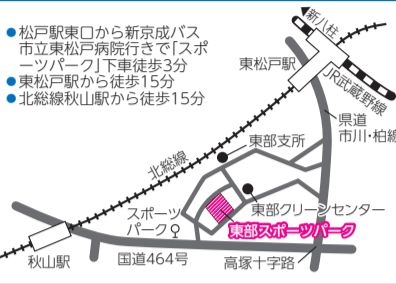 ●松戸駅東口から新京成バス
市立東松戸病院行きで「スポ
ーツパーク」下車徒歩3分
●東松戸駅から徒歩15分
●北総線秋山駅から徒歩15分
新八柱
東松戸駅
JR武蔵野線
県道
市川・柏線
東部支所
北総線
東部クリーンセンター
スポーツ
パーク
東部スポーツパーク
秋山駅
国道464号
高塚十字路